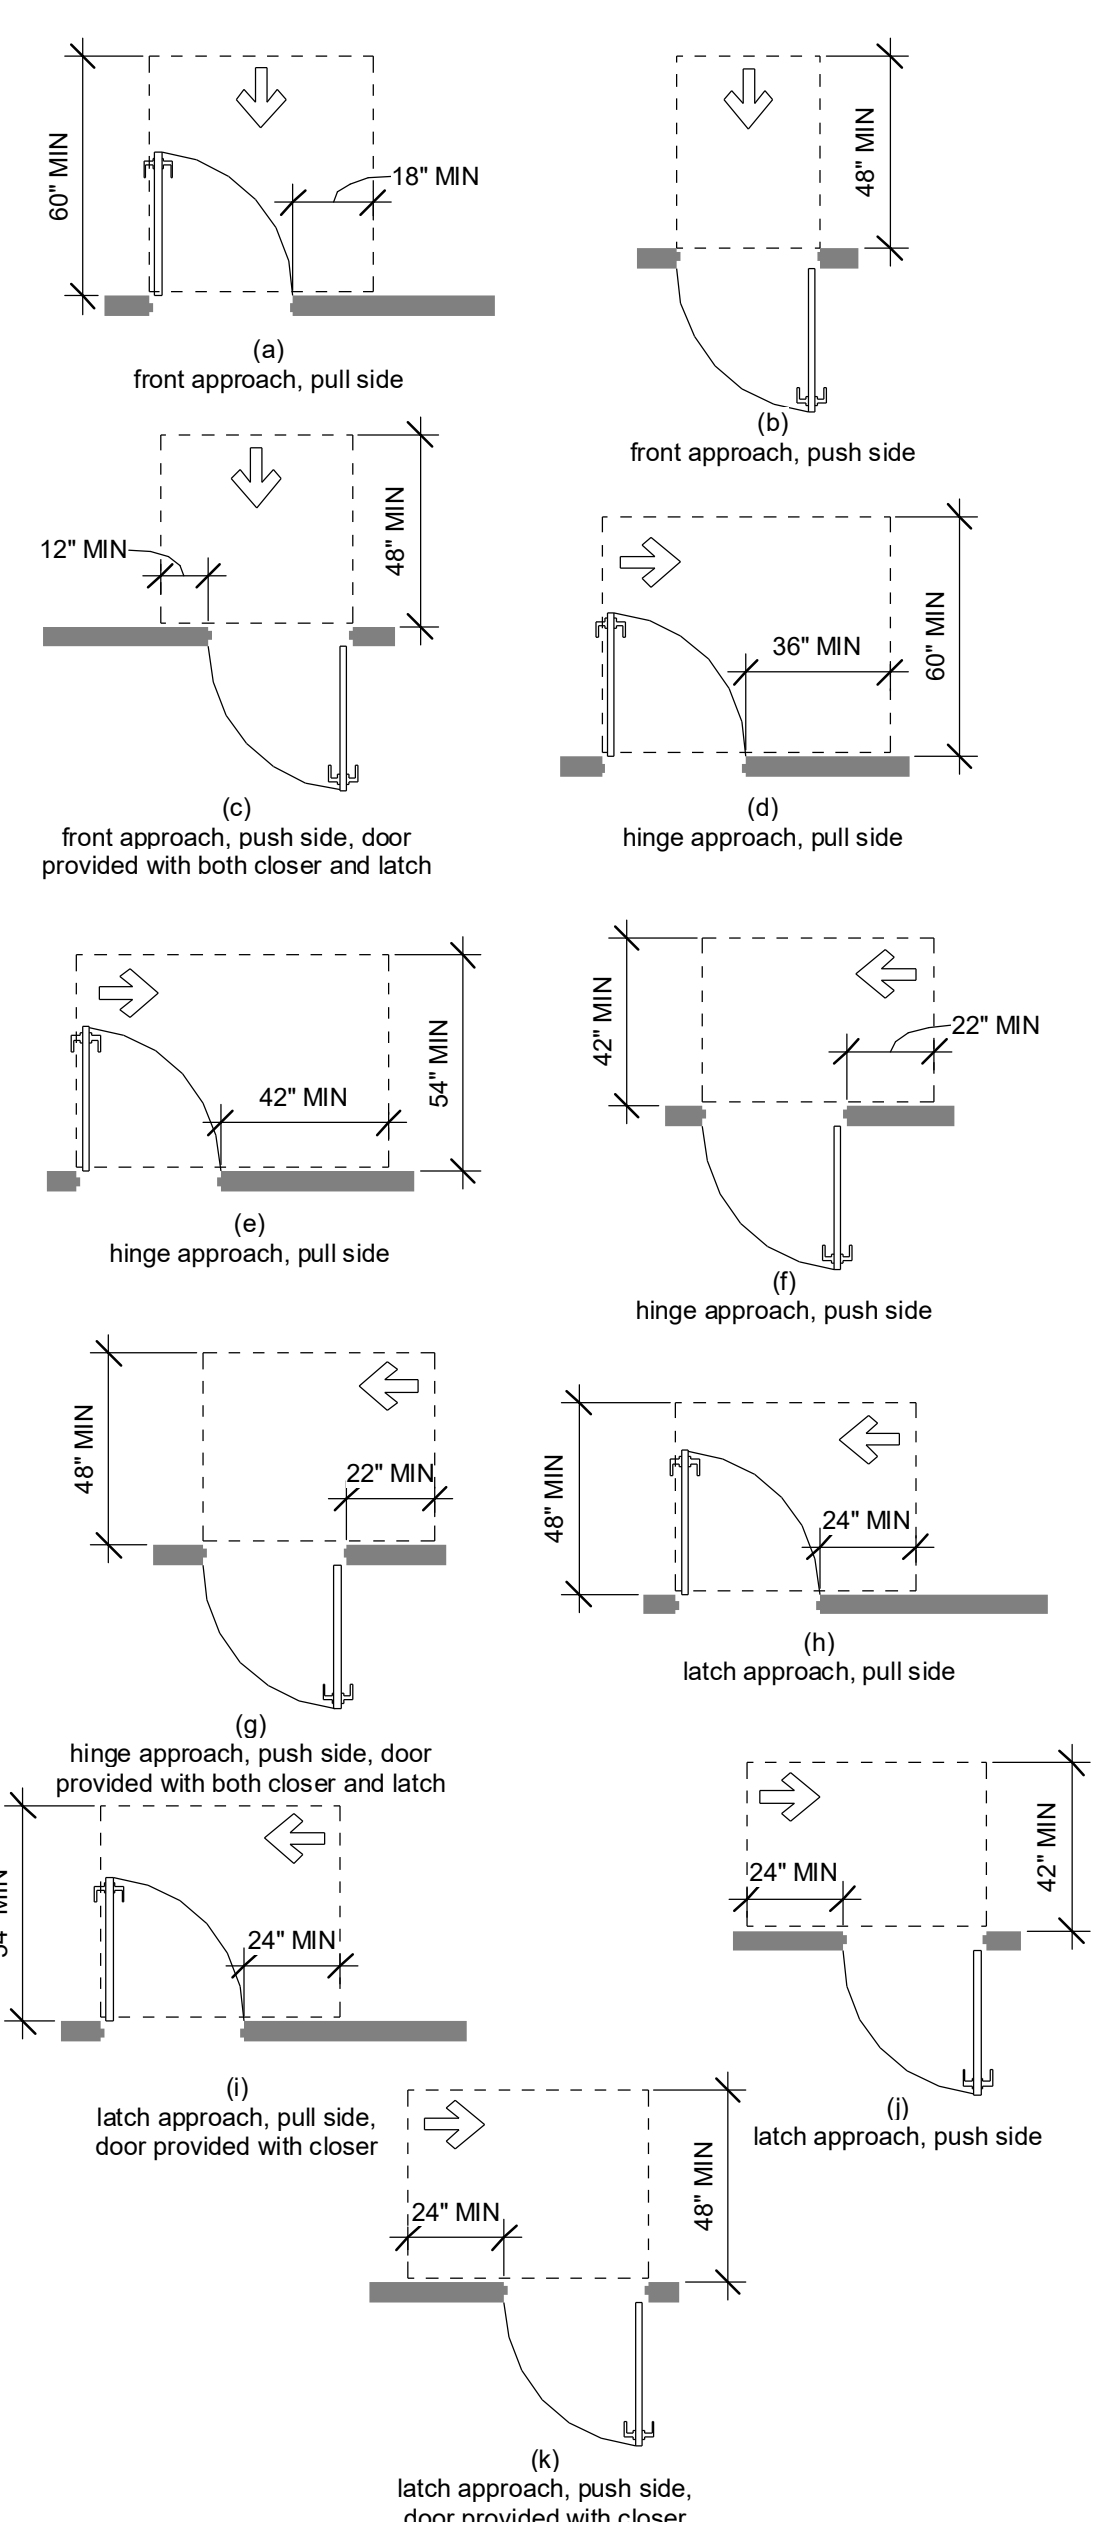 60" MIN
18" MIN
(a)
front approach, pull side
48" MIN
(b)
front approach, push side
12" MIN
48" MIN
(c)
front approach, push side, door
provided with both closer and latch
36" MIN
60" MIN
(d)
hinge approach, pull side
42" MIN
54" MIN
(e)
hinge approach, pull side
42" MIN
22" MIN
(f)
hinge approach, push side
48" MIN
22" MIN
(g)
hinge approach, push side, door
provided with both closer and latch
48" MIN
24" MIN
(h)
latch approach, pull side
24" MIN
(i)
latch approach, pull side,
door provided with closer
24" MIN
42" MIN
(j)
latch approach, push side
24" MIN
48" MIN
(k)
latch approach, push side,
door provided with closer